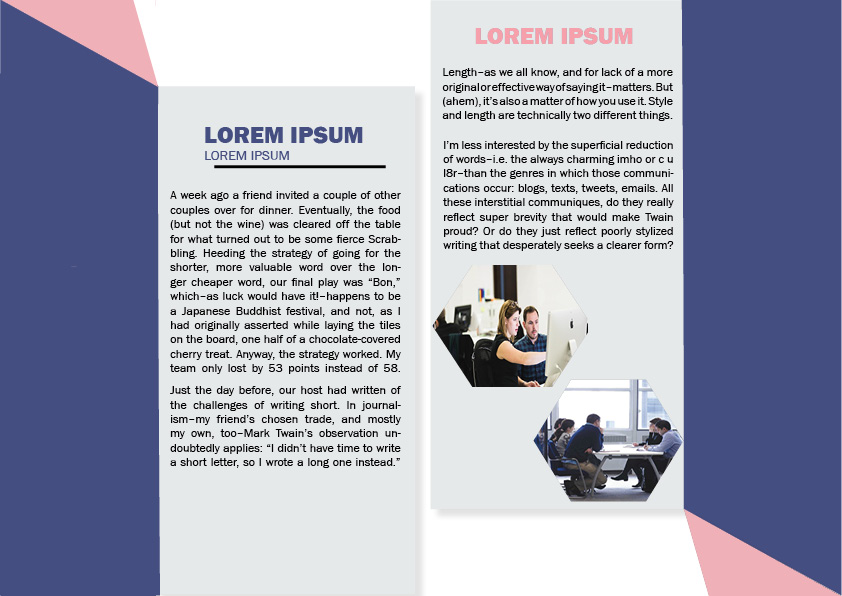 LOREM IPSUM
LOREM IPSUM
A week ago a friend invited a couple of other
couples over for dinner. Eventually, the food
(but not the wine) was cleared off the table
for what turned out to be some fierce Scrab-
bling. Heeding the strategy of going for the
shorter, more valuable word over the lon-
ger cheaper word, our final play was “Bon,”
which–as luck would have it!–happens to be
a Japanese Buddhist festival, and not, as I
had originally asserted while laying the tiles
on the board, one half of a chocolate-covered
cherry treat. Anyway, the strategy worked. My
team only lost by 53 points instead of 58.
Just the day before, our host had written of
the challenges of writing short. In journal-
ism–my friend’s chosen trade, and mostly
my own, too–Mark Twain’s observation un-
doubtedly applies: “I didn’t have time to write
a short letter, so I wrote a long one instead.”
LOREM IPSUM
Length–as we all know, and for lack of a more
original or effective way of saying it–matters. But
(ahem), it’s also a matter of how you use it. Style
and length are technically two different things.
I’m less interested by the superficial reduction
of words–i.e. the always charming imho or c u
l8r–than the genres in which those communi-
cations occur: blogs, texts, tweets, emails. All
these interstitial communiques, do they really
reflect super brevity that would make Twain
proud? Or do they just reflect poorly stylized
writing that desperately seeks a clearer form?